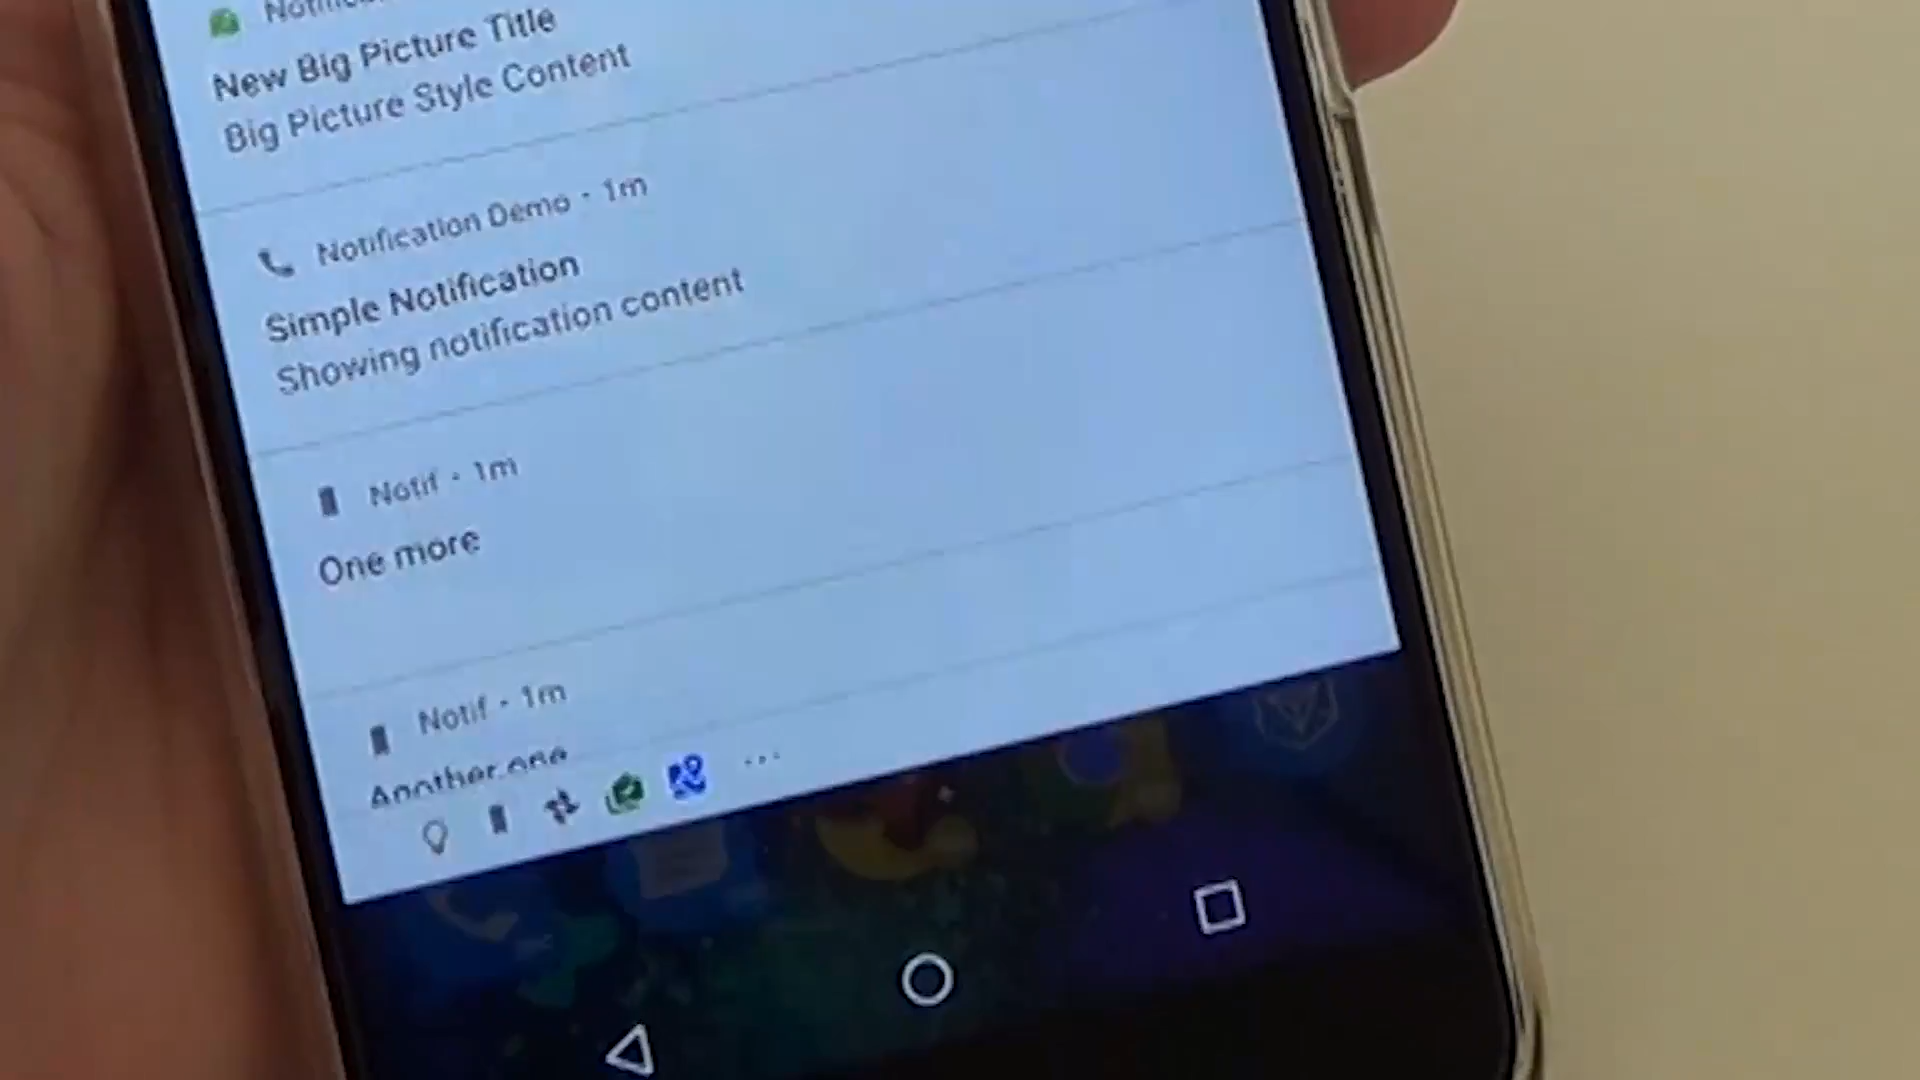 New Big Picture Title
Big Picture Style Content
Notification Demo • 1m
Simple Notification
Showing notification content
Notif • 1m
One more
Notif • 1m
Another one